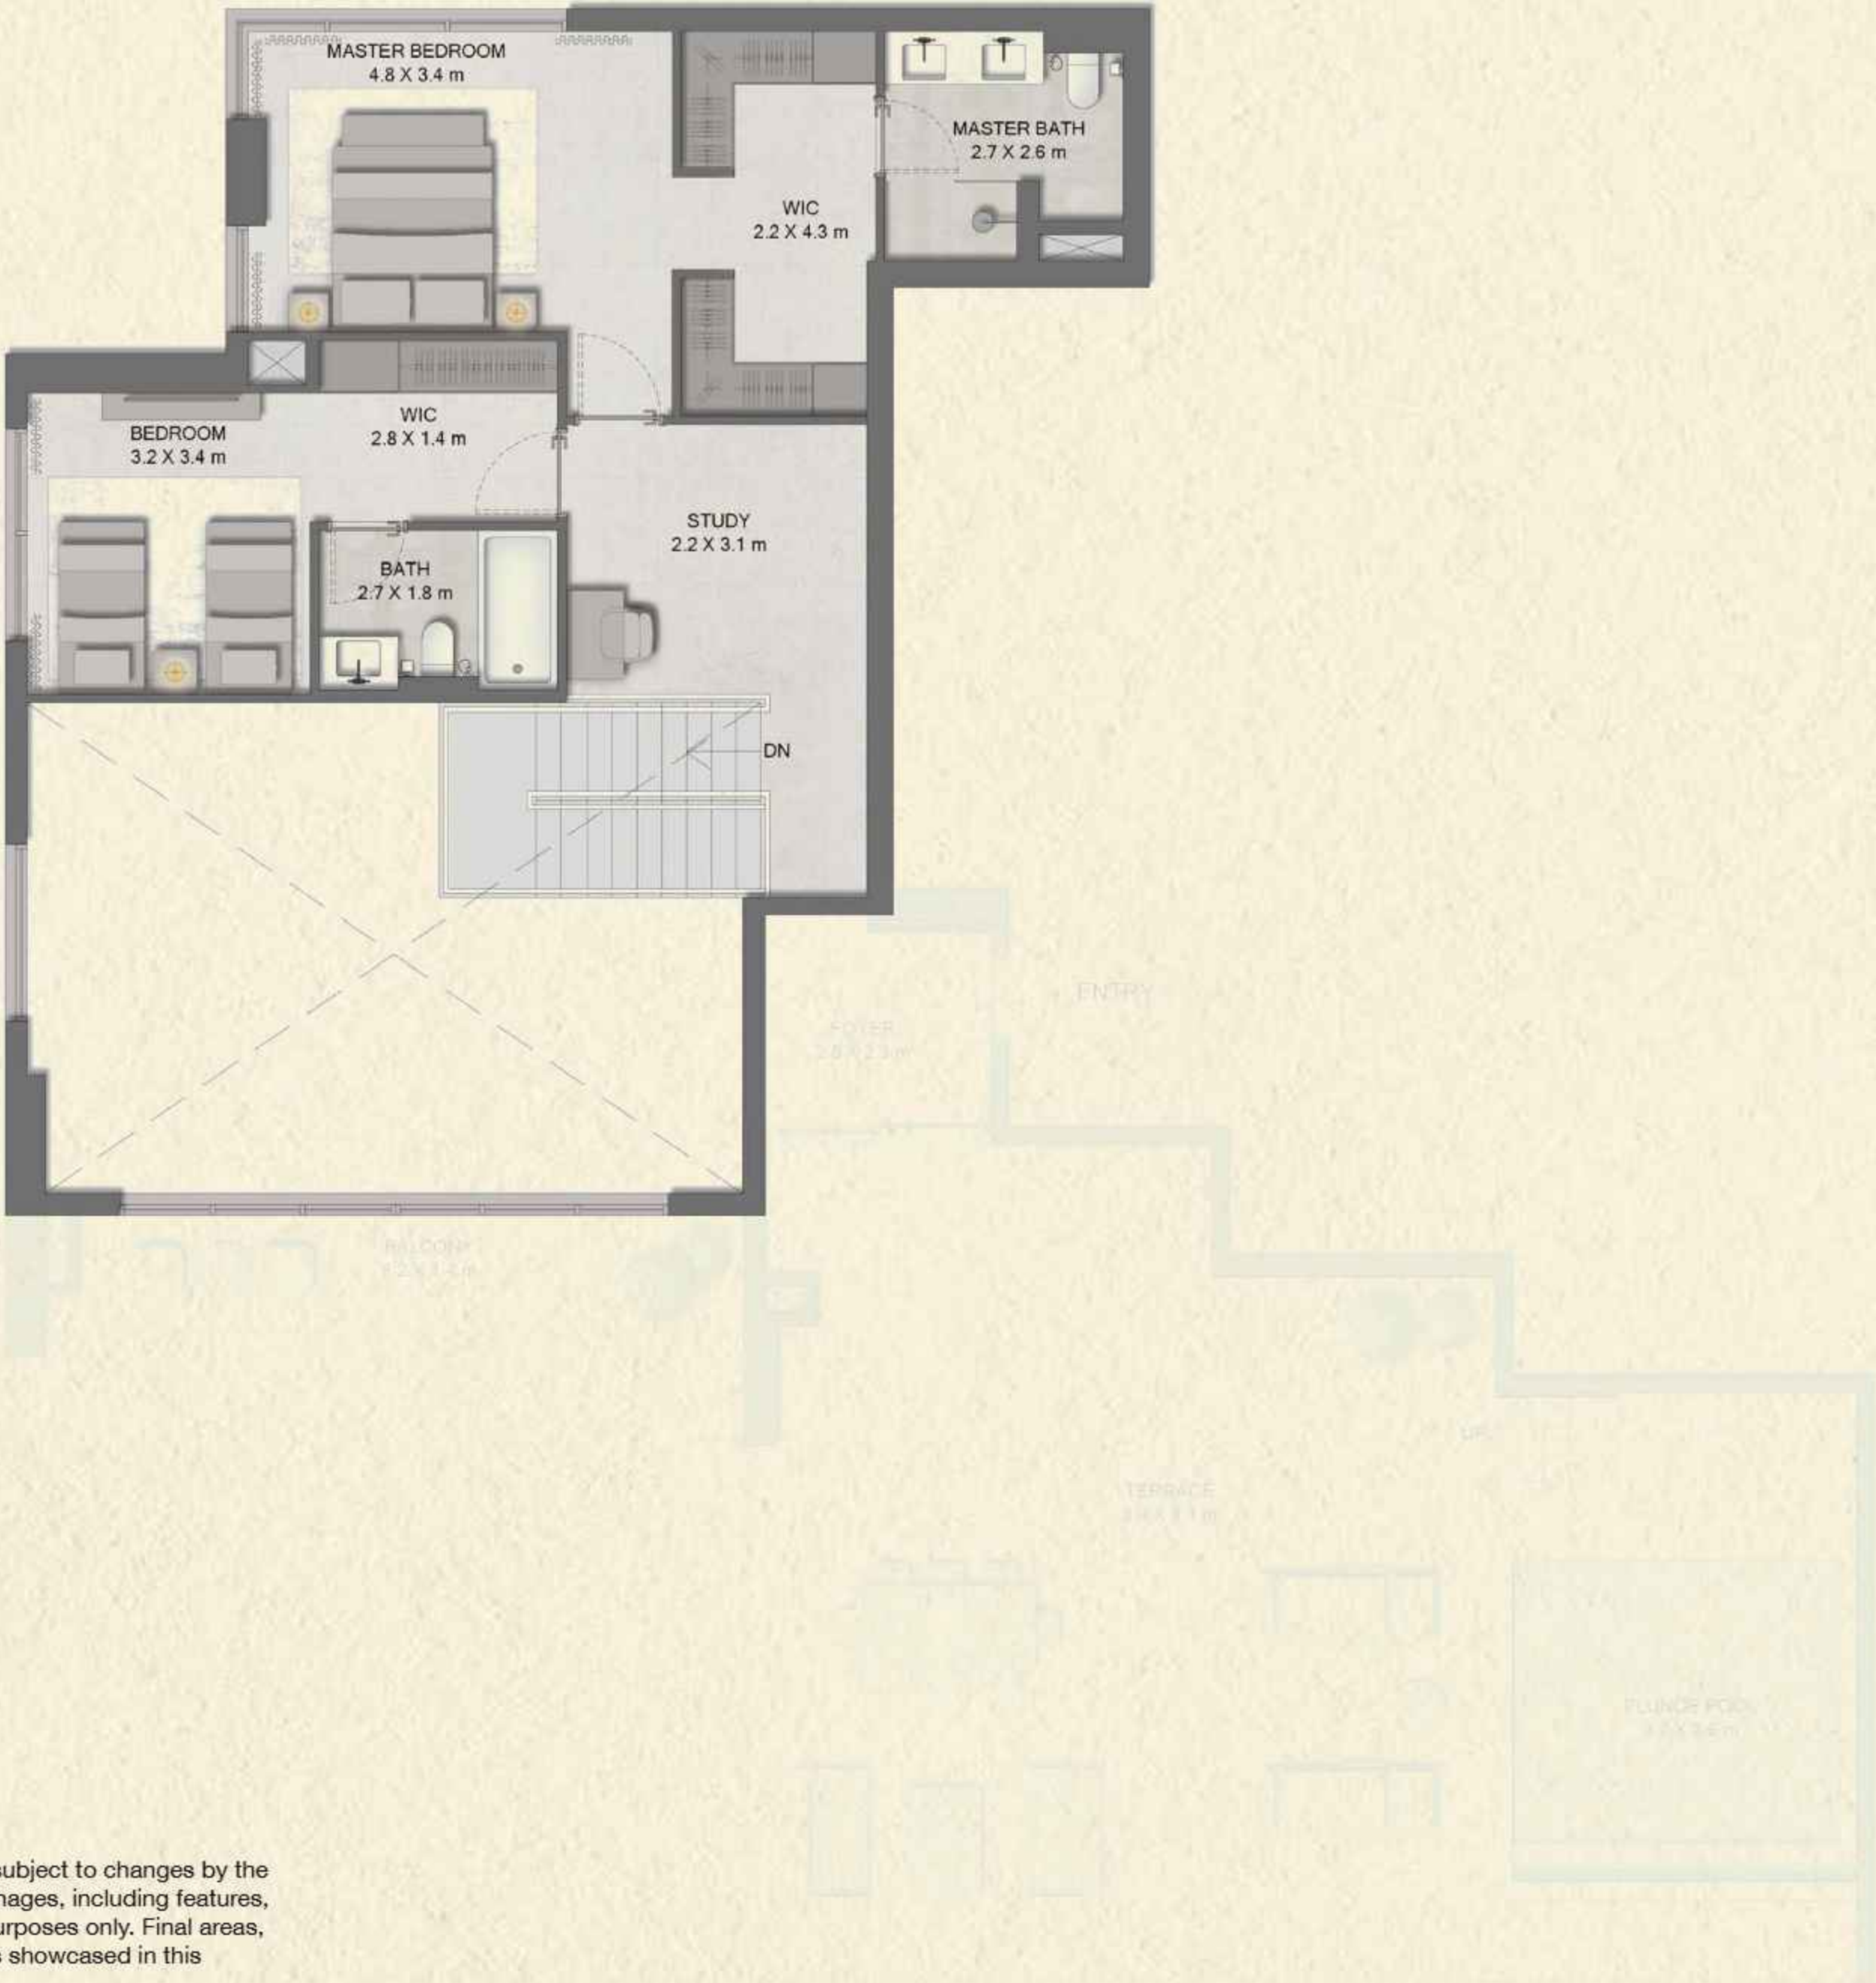 MASTER BEDROOM
4.8 X 3.4 m
MASTER BATH
2.7 X 2.6 m
WIC
2.2 X 4.3 m
WIC
2.8 X 1.4 m
BEDROOM
3.2 X 3.4 m
STUDY
2.2 X 3.1 m
BATH
2.7 X 1.8 m
DN
ENTRY
FOYER
BALCONY
UP
TERRACE
PLUNGE POOL
subject to changes by the
nages, including features,
urposes only. Final areas,
s showcased in this